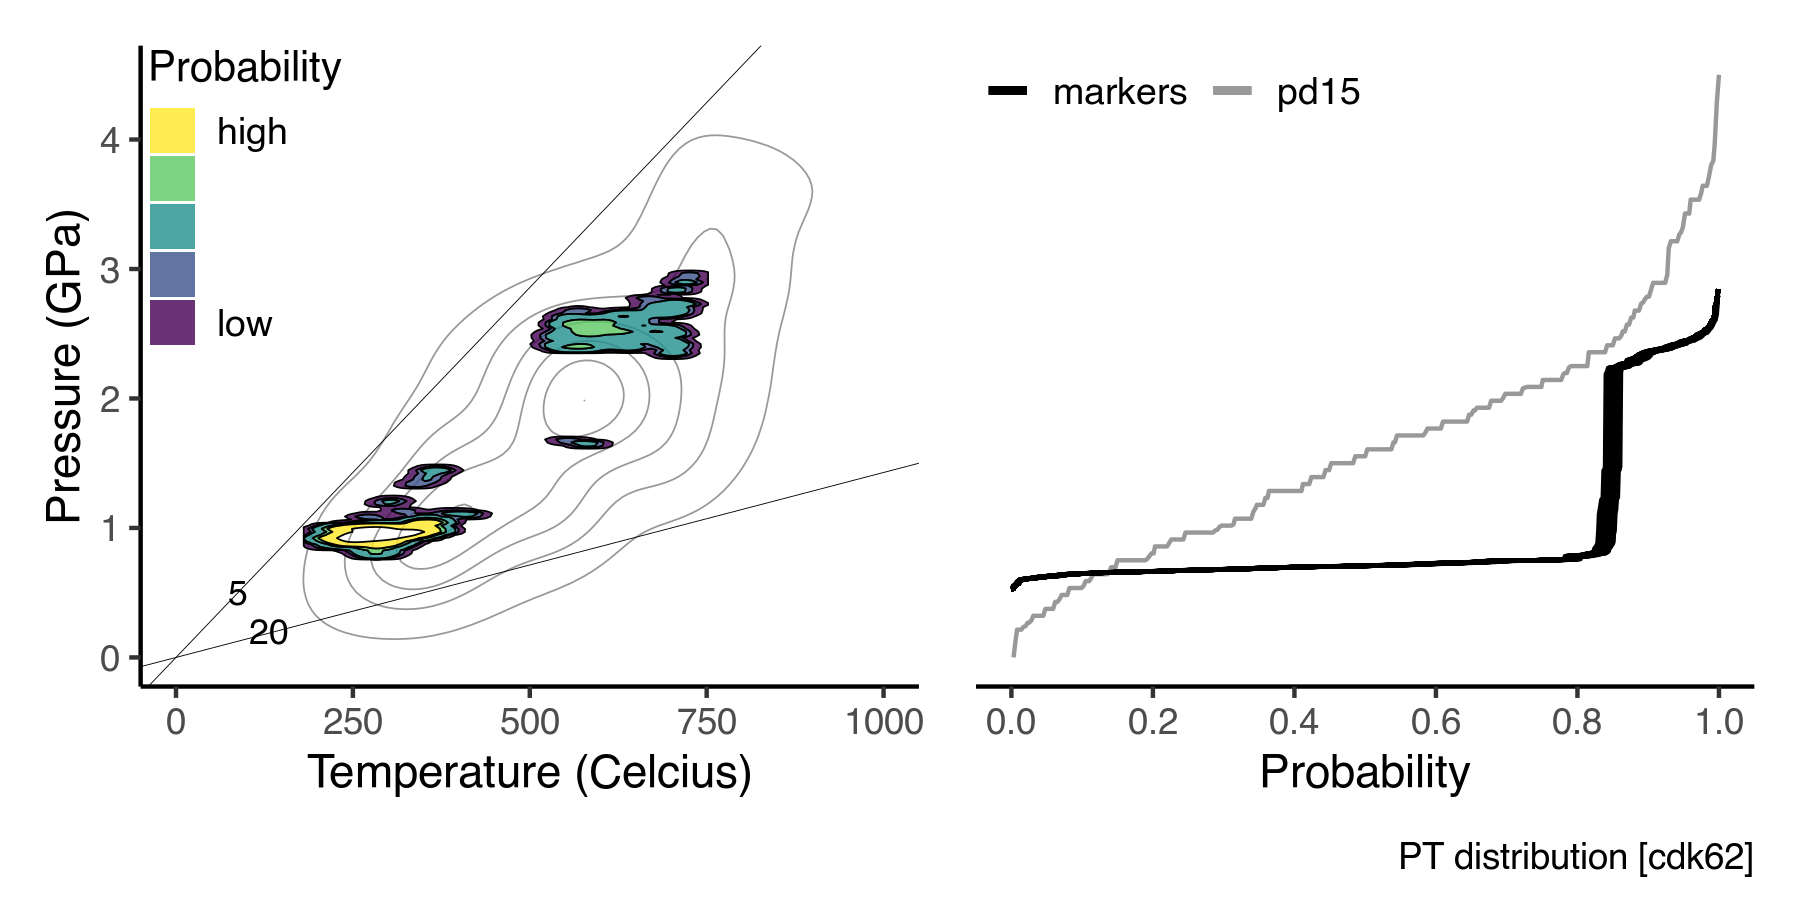 Probability
high
low
4
3
2
1
0
Pressure (GPa)
5
20
0 250 500 750 1000
Temperature (Celcius)
markers pd15
0.0 0.2 0.4 0.6 0.8 1.0
Probability
PT distribution [cdk62]